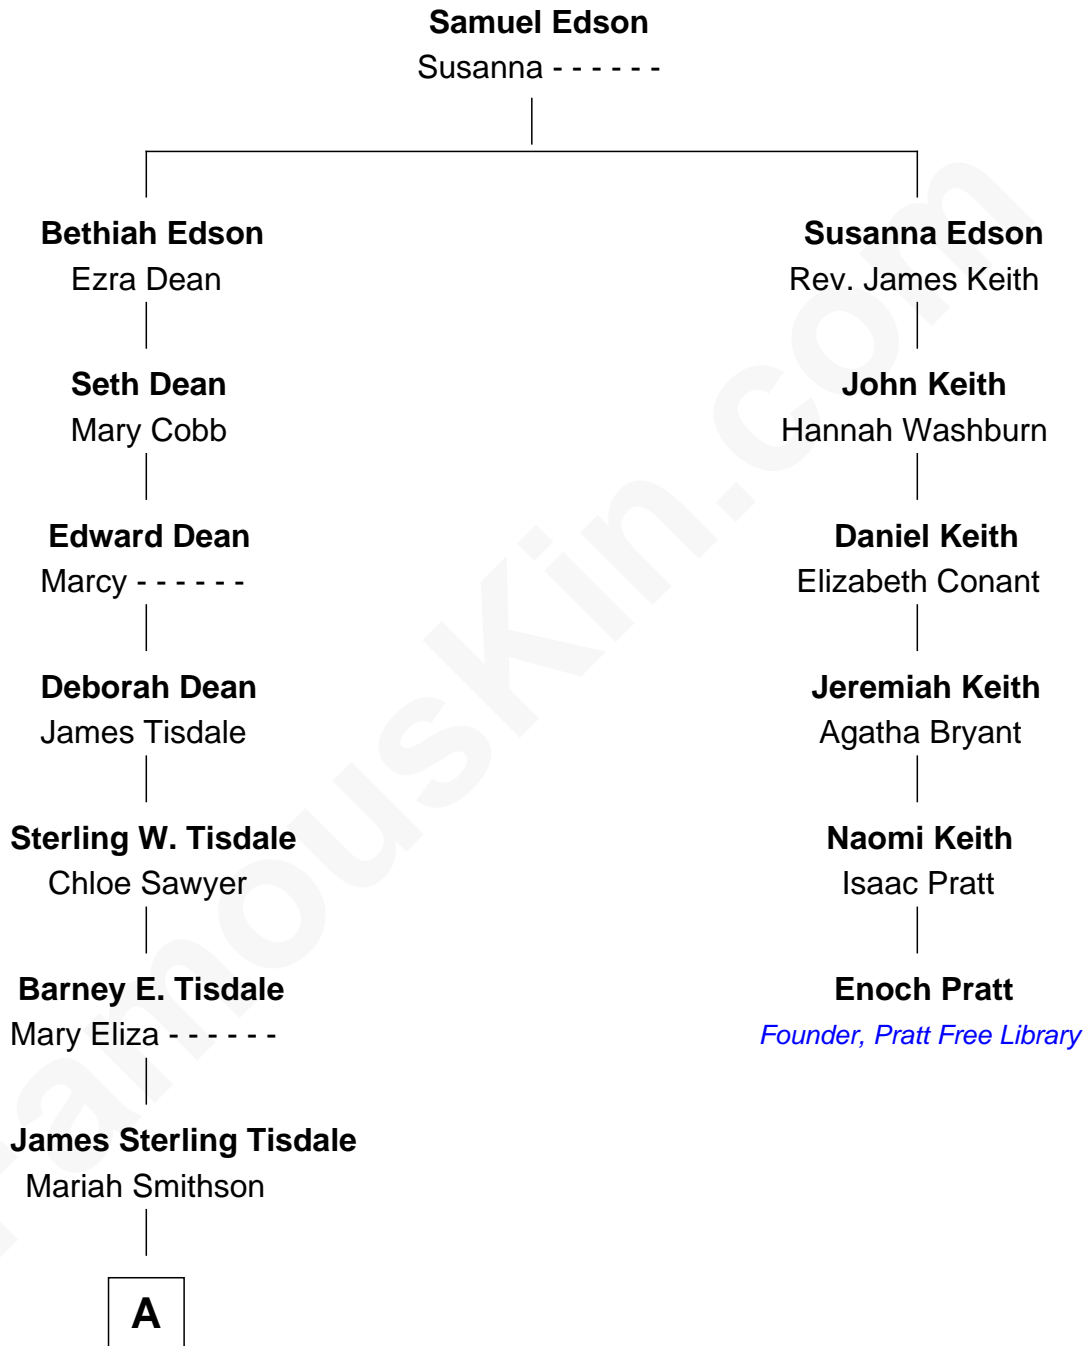 Samuel Edson
Susanna - - - - - -
Bethiah Edson
Ezra Dean
Seth Dean
Mary Cobb
Edward Dean
Marcy - - - - - -
Deborah Dean
James Tisdale
Sterling W. Tisdale
Chloe Sawyer
Barney E. Tisdale
Mary Eliza - - - - - -
James Sterling Tisdale
Mariah Smithson
A
Susanna Edson
Rev. James Keith
John Keith
Hannah Washburn
Daniel Keith
Elizabeth Conant
Jeremiah Keith
Agatha Bryant
Naomi Keith
Isaac Pratt
Enoch Pratt
Founder, Pratt Free Library
FamousKin.com